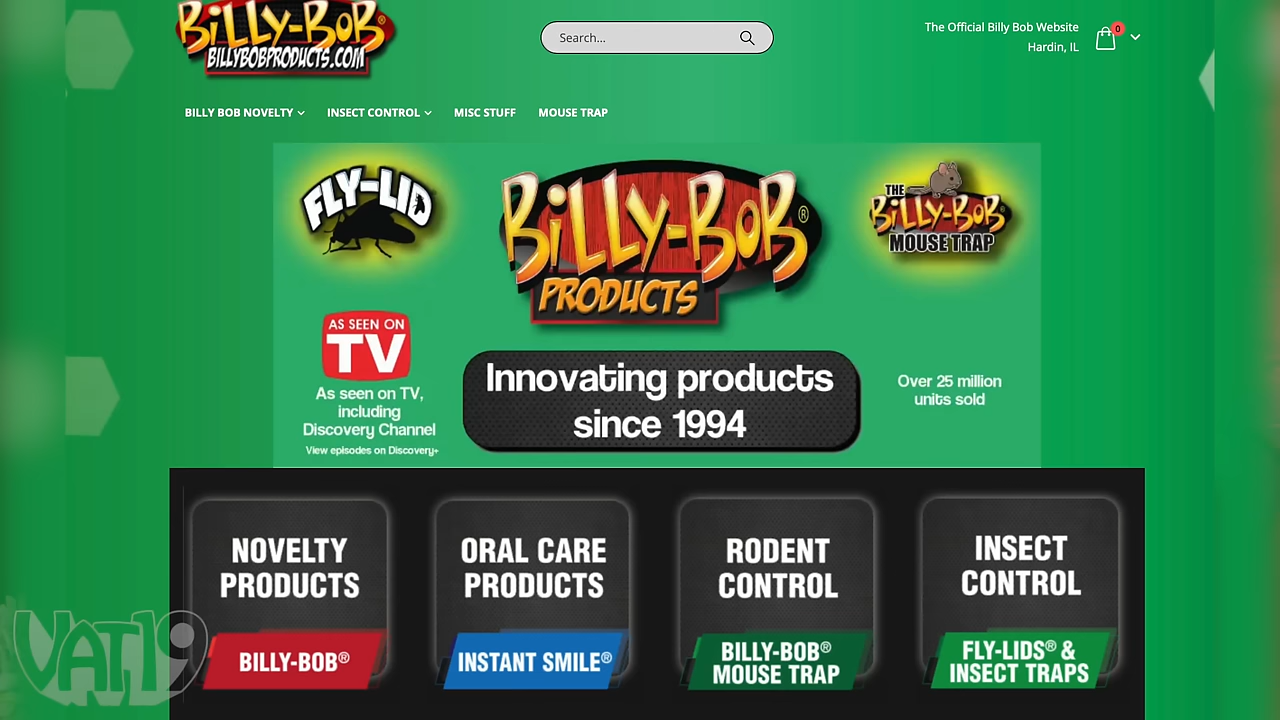 BiLLY-BoB®
BILLYBOBPRODUCTS.COM
Search...
The Official Billy Bob Website
Hardin, IL
0
BILLY BOB NOVELTY
INSECT CONTROL
MISC STUFF
MOUSE TRAP
FLY-LID
BiLLY-BoB®
PRODUCTS
THE
BiLLY-BoB®
MOUSE TRAP
AS SEEN ON
TV
As seen on TV,
including
Discovery Channel
View episodes on Discovery+
Innovating products
since 1994
Over 25 million
units sold
NOVELTY
PRODUCTS
BILLY-BOB®
ORAL CARE
PRODUCTS
INSTANT SMILE®
RODENT
CONTROL
BILLY-BOB®
MOUSE TRAP
INSECT
CONTROL
FLY-LIDS® &
INSECT TRAPS
VAT19